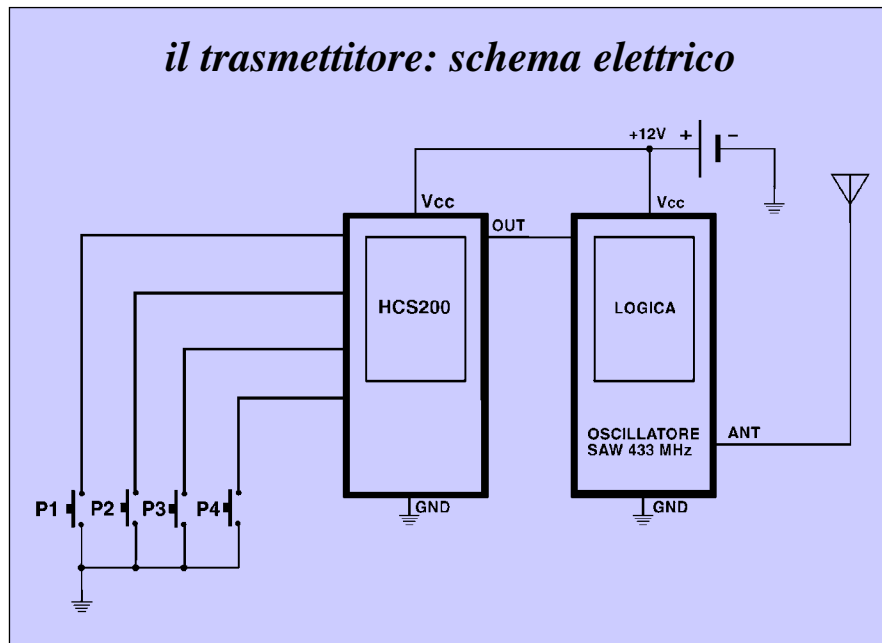 il trasmettitore: schema elettrico
+12V + -
Vcc
Vcc
OUT
HCS200
LOGICA
OSCILLATORE
SAW 433 MHz
ANT
P1 P2 P3 P4
GND
GND